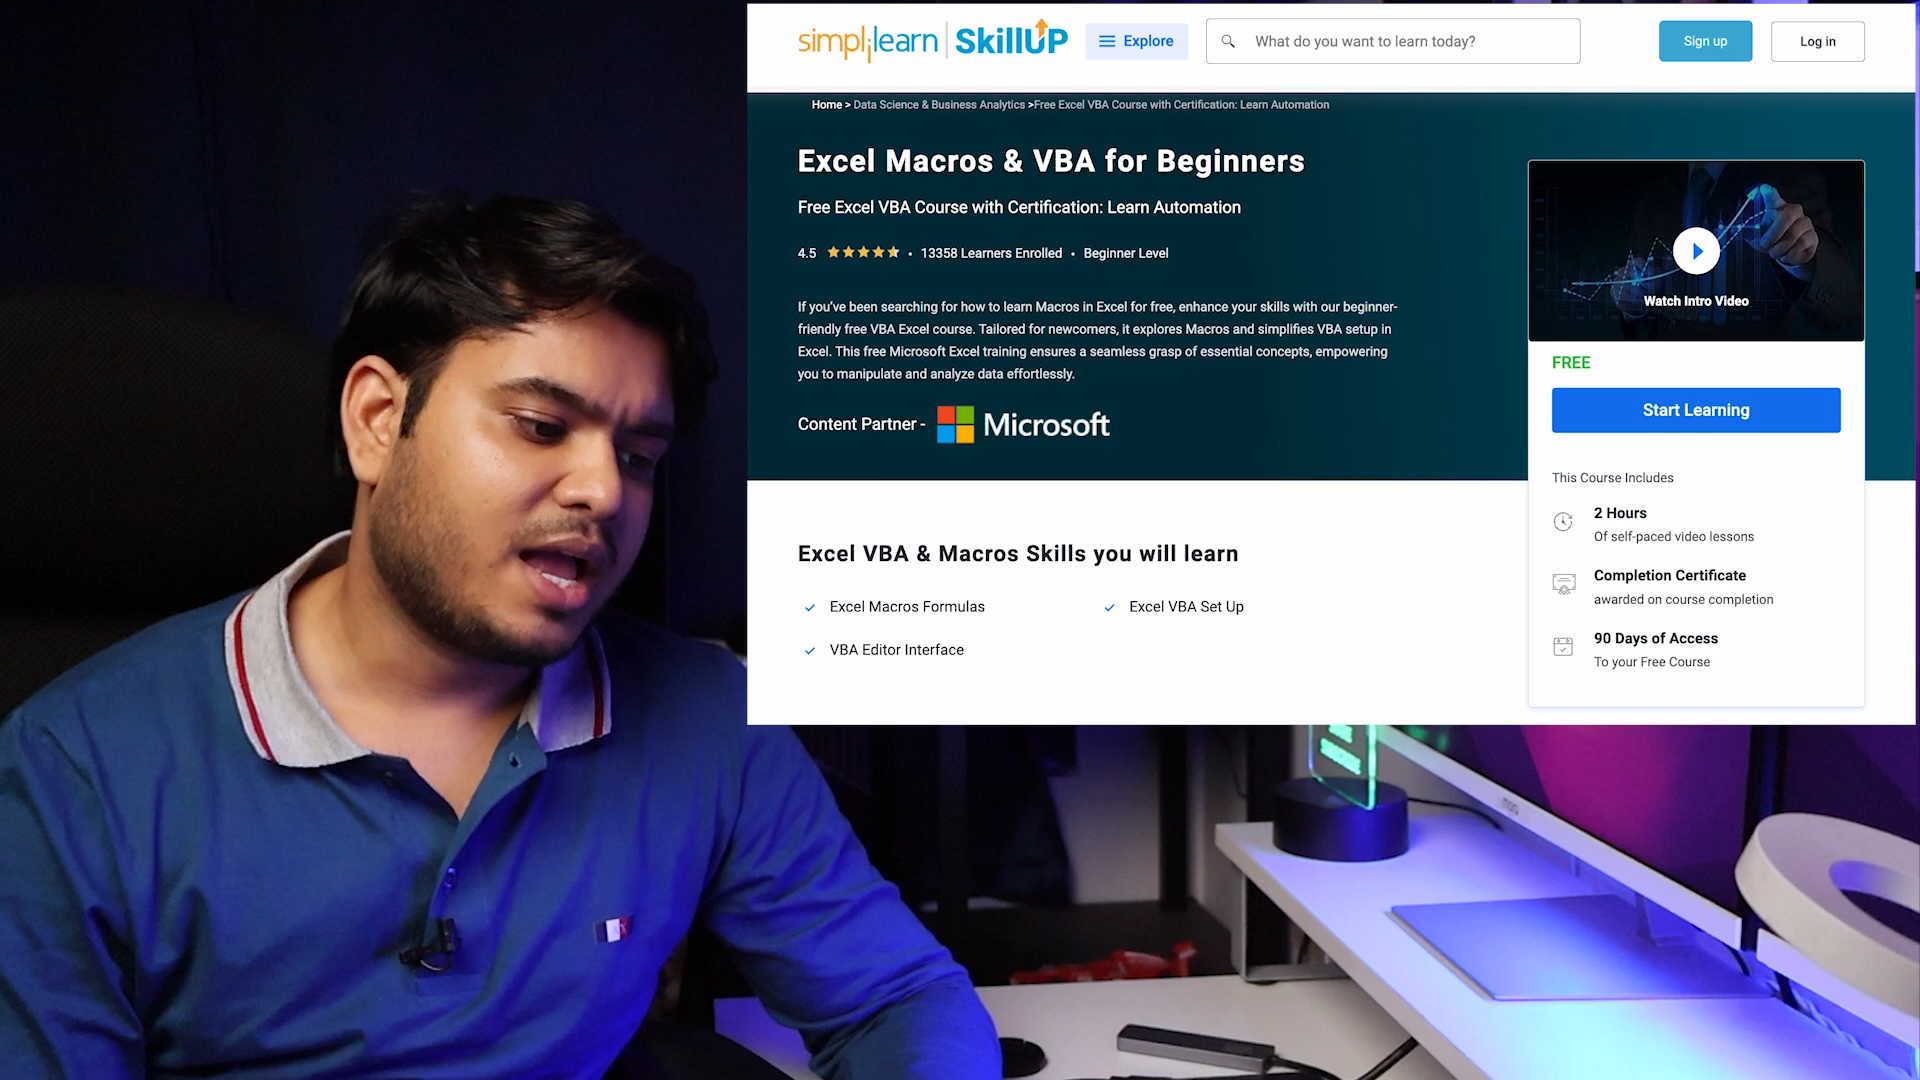 simplilearn | SkillUP
Explore
What do you want to learn today?
Sign up
Log in
Home > Data Science & Business Analytics >Free Excel VBA Course with Certification: Learn Automation
Excel Macros & VBA for Beginners
Free Excel VBA Course with Certification: Learn Automation
4.5 • 13358 Learners Enrolled • Beginner Level
If you've been searching for how to learn Macros in Excel for free, enhance your skills with our beginner-
friendly free VBA Excel course. Tailored for newcomers, it explores Macros and simplifies VBA setup in
Excel. This free Microsoft Excel training ensures a seamless grasp of essential concepts, empowering
you to manipulate and analyze data effortlessly.
Content Partner - Microsoft
Watch Intro Video
FREE
Start Learning
This Course Includes
2 Hours
Of self-paced video lessons
Completion Certificate
awarded on course completion
90 Days of Access
To your Free Course
Excel VBA & Macros Skills you will learn
Excel Macros Formulas
Excel VBA Set Up
VBA Editor Interface